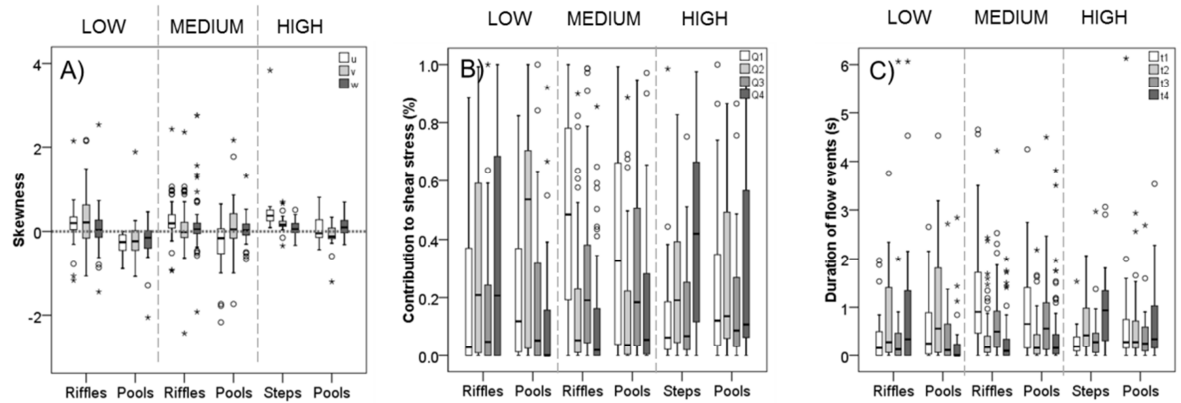 LOW MEDIUM HIGH
A)
u
v
w
Skewness
4
2
0
-2
Riffles Pools Riffles Pools Steps Pools
LOW MEDIUM HIGH
B)
Q1
Q2
Q3
Q4
Contribution to shear stress (%)
1.0
0.8
0.6
0.4
0.2
0.0
Riffles Pools Riffles Pools Steps Pools
LOW MEDIUM HIGH
C)
t1
t2
t3
t4
Duration of flow events (s)
6
5
4
3
2
1
0
Riffles Pools Riffles Pools Steps Pools